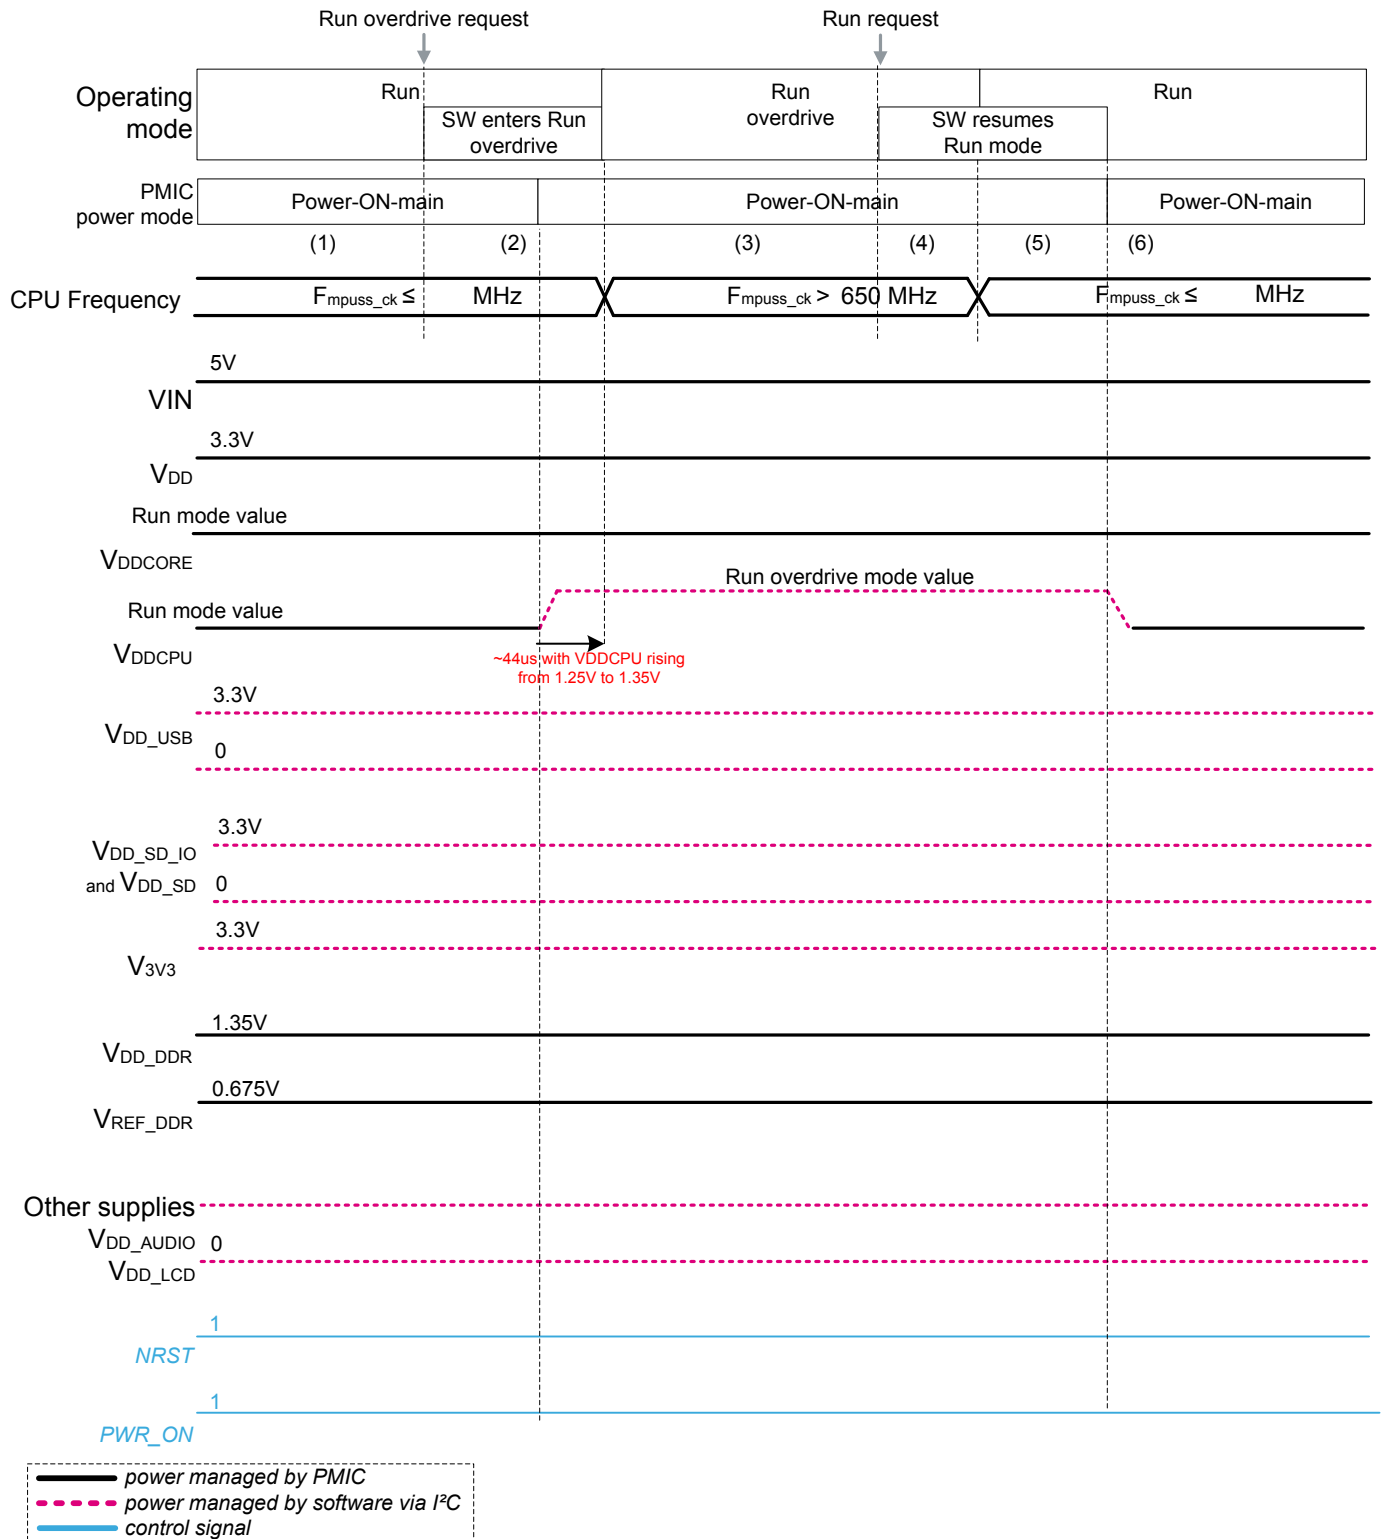 Run overdrive request
Run request
Operating
mode
Run
SW enters Run
overdrive
Run
overdrive
SW resumes
Run mode
Run
PMIC
power mode
Power-ON-main
Power-ON-main
Power-ON-main
(1) (2) (3) (4) (5) (6)
CPU Frequency
Fmpuss_ck ≤ MHz
Fmpuss_ck > 650 MHz
Fmpuss_ck ≤ MHz
5V
VIN
3.3V
VDD
Run mode value
VDDCORE
Run overdrive mode value
Run mode value
VDDCPU
~44us with VDDCPU rising
from 1.25V to 1.35V
3.3V
VDD_USB
0
3.3V
VDD_SD_IO
and VDD_SD
0
3.3V
V3V3
1.35V
VDD_DDR
0.675V
VREF_DDR
Other supplies
VDD_AUDIO
0
VDD_LCD
1
NRST
1
PWR_ON
power managed by PMIC
power managed by software via I²C
control signal